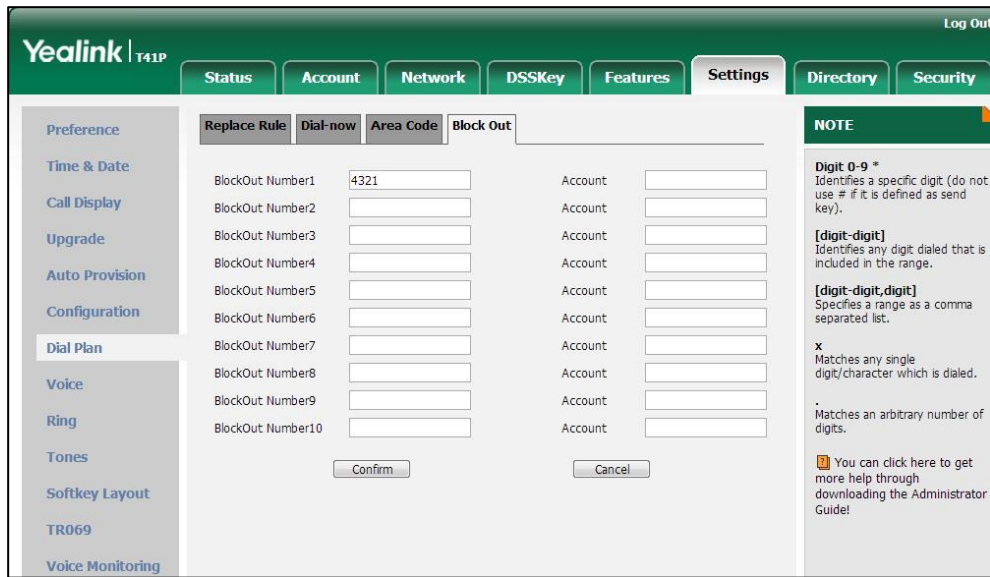 Log Out
Yealink T41P
Status Account Network DSSKey Features Settings Directory Security
Preference
Time & Date
Call Display
Upgrade
Auto Provision
Configuration
Dial Plan
Voice
Ring
Tones
Softkey Layout
TR069
Voice Monitoring
Replace Rule Dial-now Area Code Block Out
BlockOut Number1 4321 Account
BlockOut Number2 Account
BlockOut Number3 Account
BlockOut Number4 Account
BlockOut Number5 Account
BlockOut Number6 Account
BlockOut Number7 Account
BlockOut Number8 Account
BlockOut Number9 Account
BlockOut Number10 Account
Confirm Cancel
NOTE
Digit 0-9 *
Identifies a specific digit (do not
use # if it is defined as send
key).
[digit-digit]
Identifies any digit dialed that is
included in the range.
[digit-digit,digit]
Specifies a range as a comma
separated list.
x
Matches any single
digit/character which is dialed.
.
Matches an arbitrary number of
digits.
? You can click here to get
more help through
downloading the Administrator
Guide!